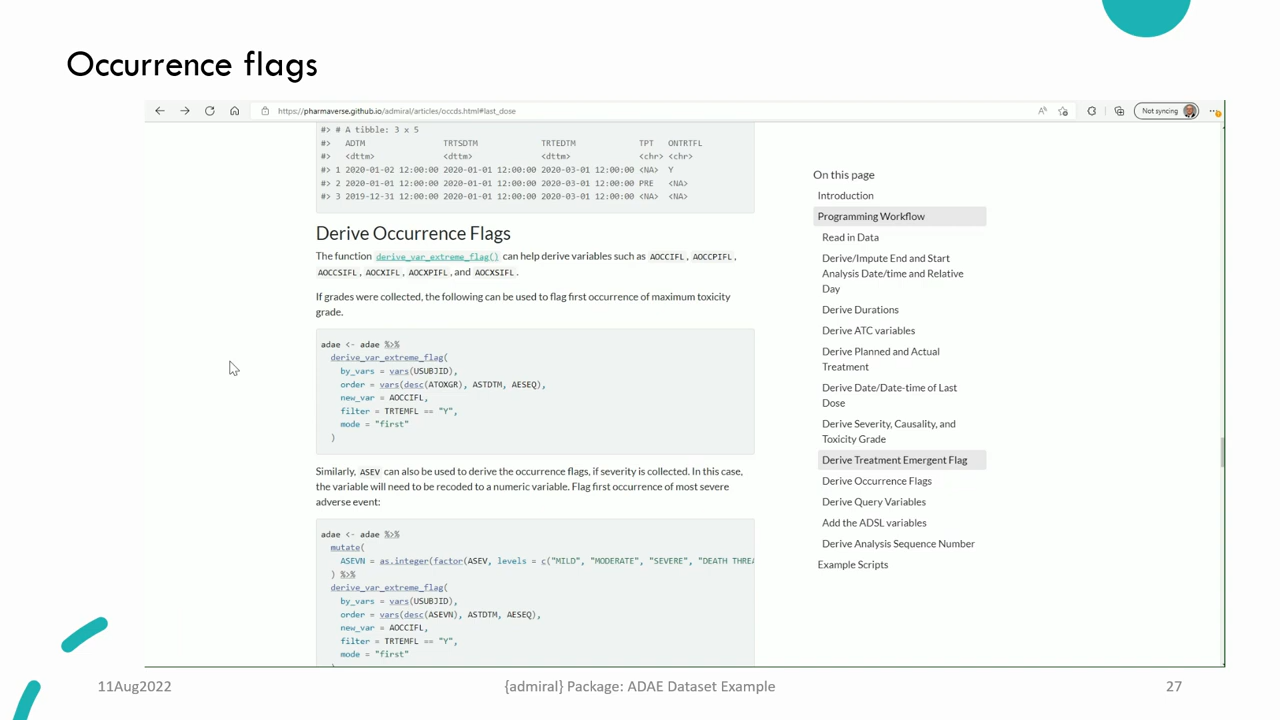 Occurrence flags
https://pharmaverse.github.io/admiral/articles/occds.html#last_dose
Not syncing
#> # A tibble: 3 x 5
#>   ADTM                TRTSDTM             TRTEDTM             TPT   ONTRTFL
#>   <dttm>              <dttm>              <dttm>              <chr> <chr>
#> 1 2020-01-02 12:00:00 2020-01-01 12:00:00 2020-03-01 12:00:00 <NA>  Y
#> 2 2020-01-01 12:00:00 2020-01-01 12:00:00 2020-03-01 12:00:00 PRE   <NA>
#> 3 2019-12-31 12:00:00 2020-01-01 12:00:00 2020-03-01 12:00:00 <NA>  <NA>
Derive Occurrence Flags
The function derive_var_extreme_flag() can help derive variables such as AOCCIFL, AOCCPIFL,
AOCCSIFL, AOCXIFL, AOCXPIFL, and AOCXSIFL.
If grades were collected, the following can be used to flag first occurrence of maximum toxicity
grade.
adae <- adae %>%
derive_var_extreme_flag(
by_vars = vars(USUBJID),
order = vars(desc(ATOXGR), ASTDTM, AESEQ),
new_var = AOCCIFL,
filter = TRTEMFL == "Y",
mode = "first"
)
Similarly, ASEV can also be used to derive the occurrence flags, if severity is collected. In this case,
the variable will need to be recoded to a numeric variable. Flag first occurrence of most severe
adverse event:
adae <- adae %>%
mutate(
ASEVN = as.integer(factor(ASEV, levels = c("MILD", "MODERATE", "SEVERE", "DEATH THREA
) %>%
derive_var_extreme_flag(
by_vars = vars(USUBJID),
order = vars(desc(ASEVN), ASTDTM, AESEQ),
new_var = AOCCIFL,
filter = TRTEMFL == "Y",
mode = "first"
On this page
Introduction
Programming Workflow
Read in Data
Derive/Impute End and Start
Analysis Date/time and Relative
Day
Derive Durations
Derive ATC variables
Derive Planned and Actual
Treatment
Derive Date/Date-time of Last
Dose
Derive Severity, Causality, and
Toxicity Grade
Derive Treatment Emergent Flag
Derive Occurrence Flags
Derive Query Variables
Add the ADSL variables
Derive Analysis Sequence Number
Example Scripts
11Aug2022
{admiral} Package: ADAE Dataset Example
27